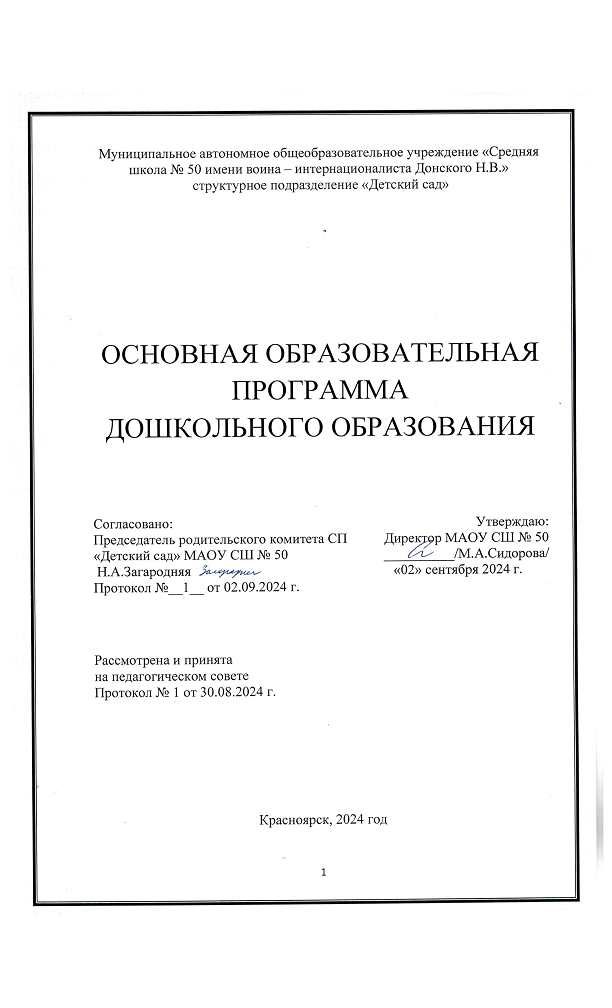 Муниципальное автономное общеобразовательное учреждение «Средняя
школа № 50 имени воина – интернационалиста Донского Н.В.»
структурное подразделение «Детский сад»
ОСНОВНАЯ ОБРАЗОВАТЕЛЬНАЯ
ПРОГРАММА
ДОШКОЛЬНОГО ОБРАЗОВАНИЯ
Согласовано:
Председатель родительского комитета СП
«Детский сад» МАОУ СШ № 50
Н.А.Загородняя
Протокол №__1__ от 02.09.2024 г.
Утверждаю:
Директор МАОУ СШ № 50
__________/М.А.Сидорова/
«02» сентября 2024 г.
Рассмотрена и принята
на педагогическом совете
Протокол № 1 от 30.08.2024 г.
Красноярск, 2024 год
1